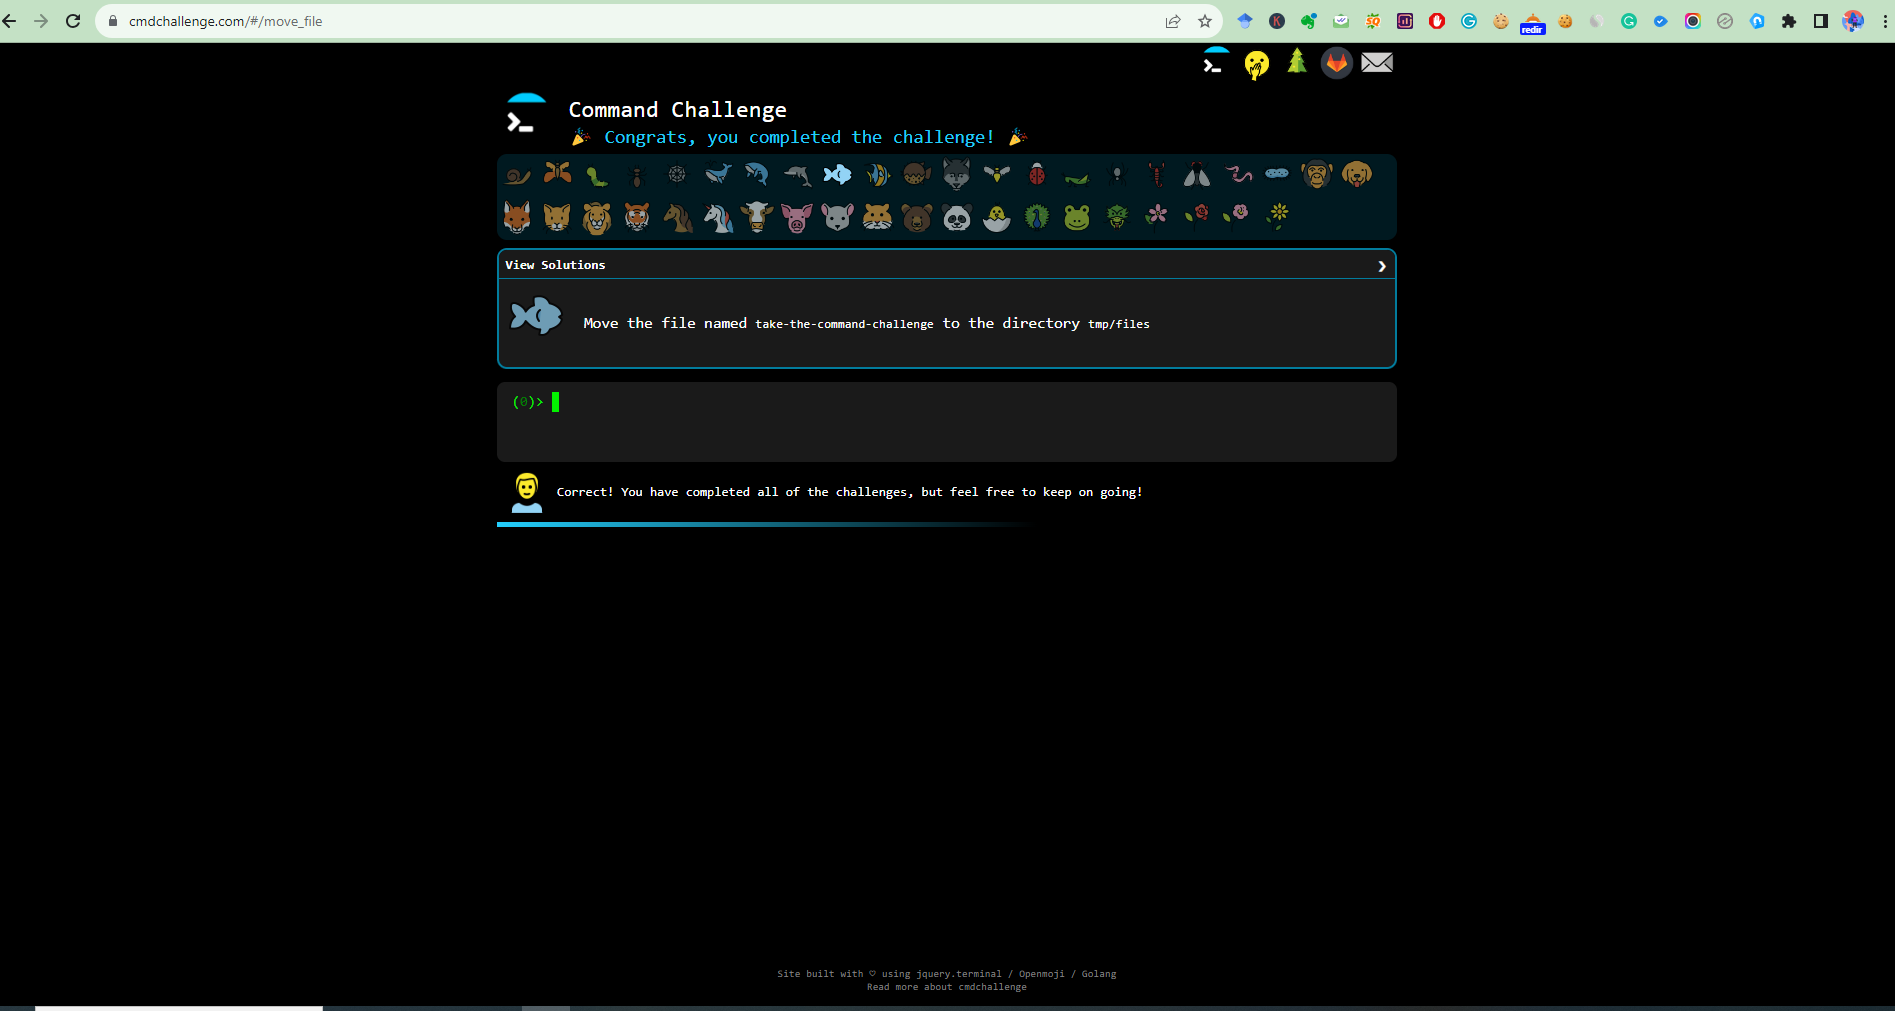 cmdchallenge.com/#/move_file
redir
Command Challenge
Congrats, you completed the challenge!
View Solutions
Move the file named take-the-command-challenge to the directory tmp/files
(0)>
Correct! You have completed all of the challenges, but feel free to keep on going!
Site built with ♡ using jquery.terminal / Openmoji / Golang
Read more about cmdchallenge